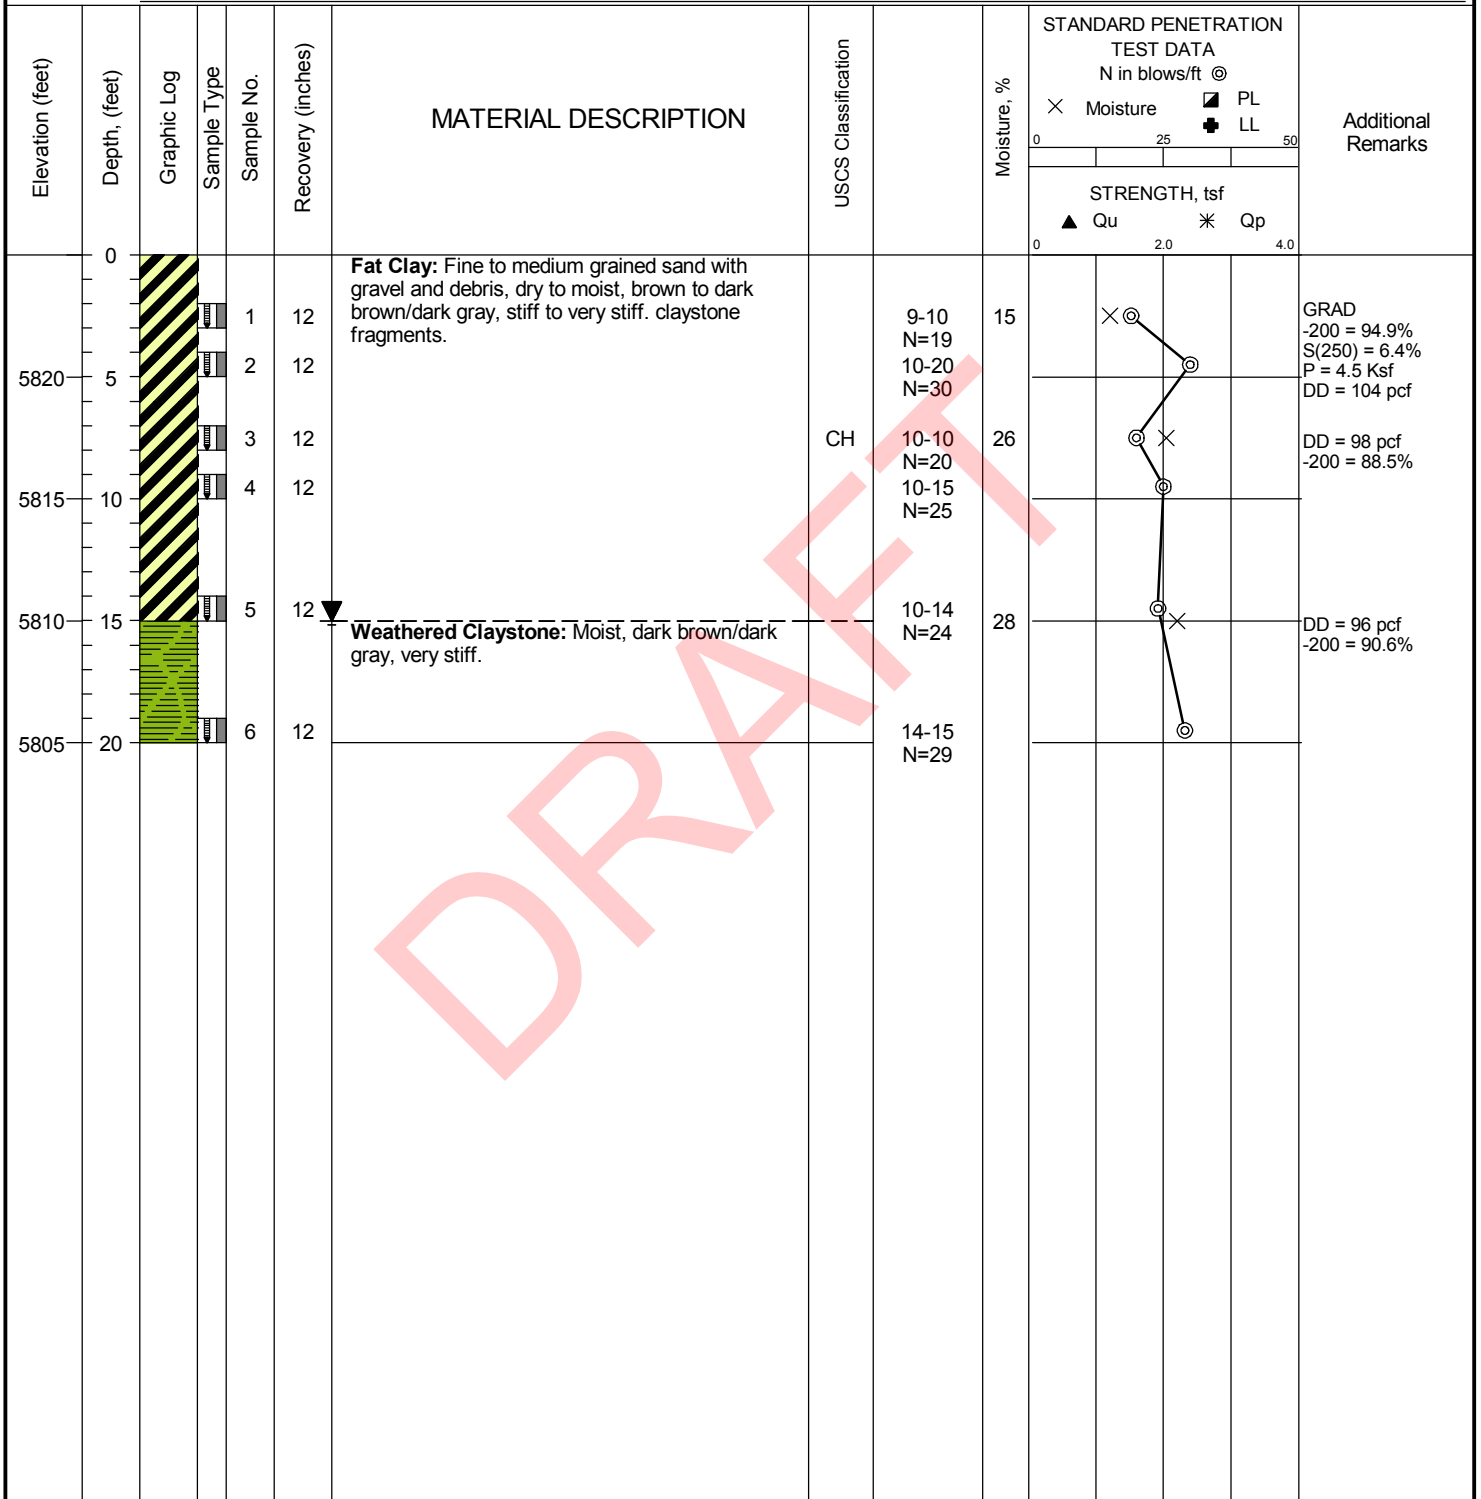 Elevation (feet)
Depth, (feet)
Graphic Log
Sample Type
Sample No.
Recovery (inches)
MATERIAL DESCRIPTION
USCS Classification
Moisture, %
STANDARD PENETRATION
TEST DATA
N in blows/ft
Moisture
PL
LL
0 25 50
STRENGTH, tsf
Qu Qp
0 2.0 4.0
Additional
Remarks
0
Fat Clay: Fine to medium grained sand with
gravel and debris, dry to moist, brown to dark
brown/dark gray, stiff to very stiff. claystone
fragments.
1 12 9-10 15
N=19
GRAD
-200 = 94.9%
S(250) = 6.4%
P = 4.5 Ksf
DD = 104 pcf
2 12 10-20
N=30
5820 5
3 12 CH 10-10 26
N=20
DD = 98 pcf
-200 = 88.5%
4 12 10-15
N=25
5815 10
5 12 10-14
N=24
28
5810 15
DD = 96 pcf
-200 = 90.6%
Weathered Claystone: Moist, dark brown/dark
gray, very stiff.
6 12 14-15
N=29
5805 20
DRAFT